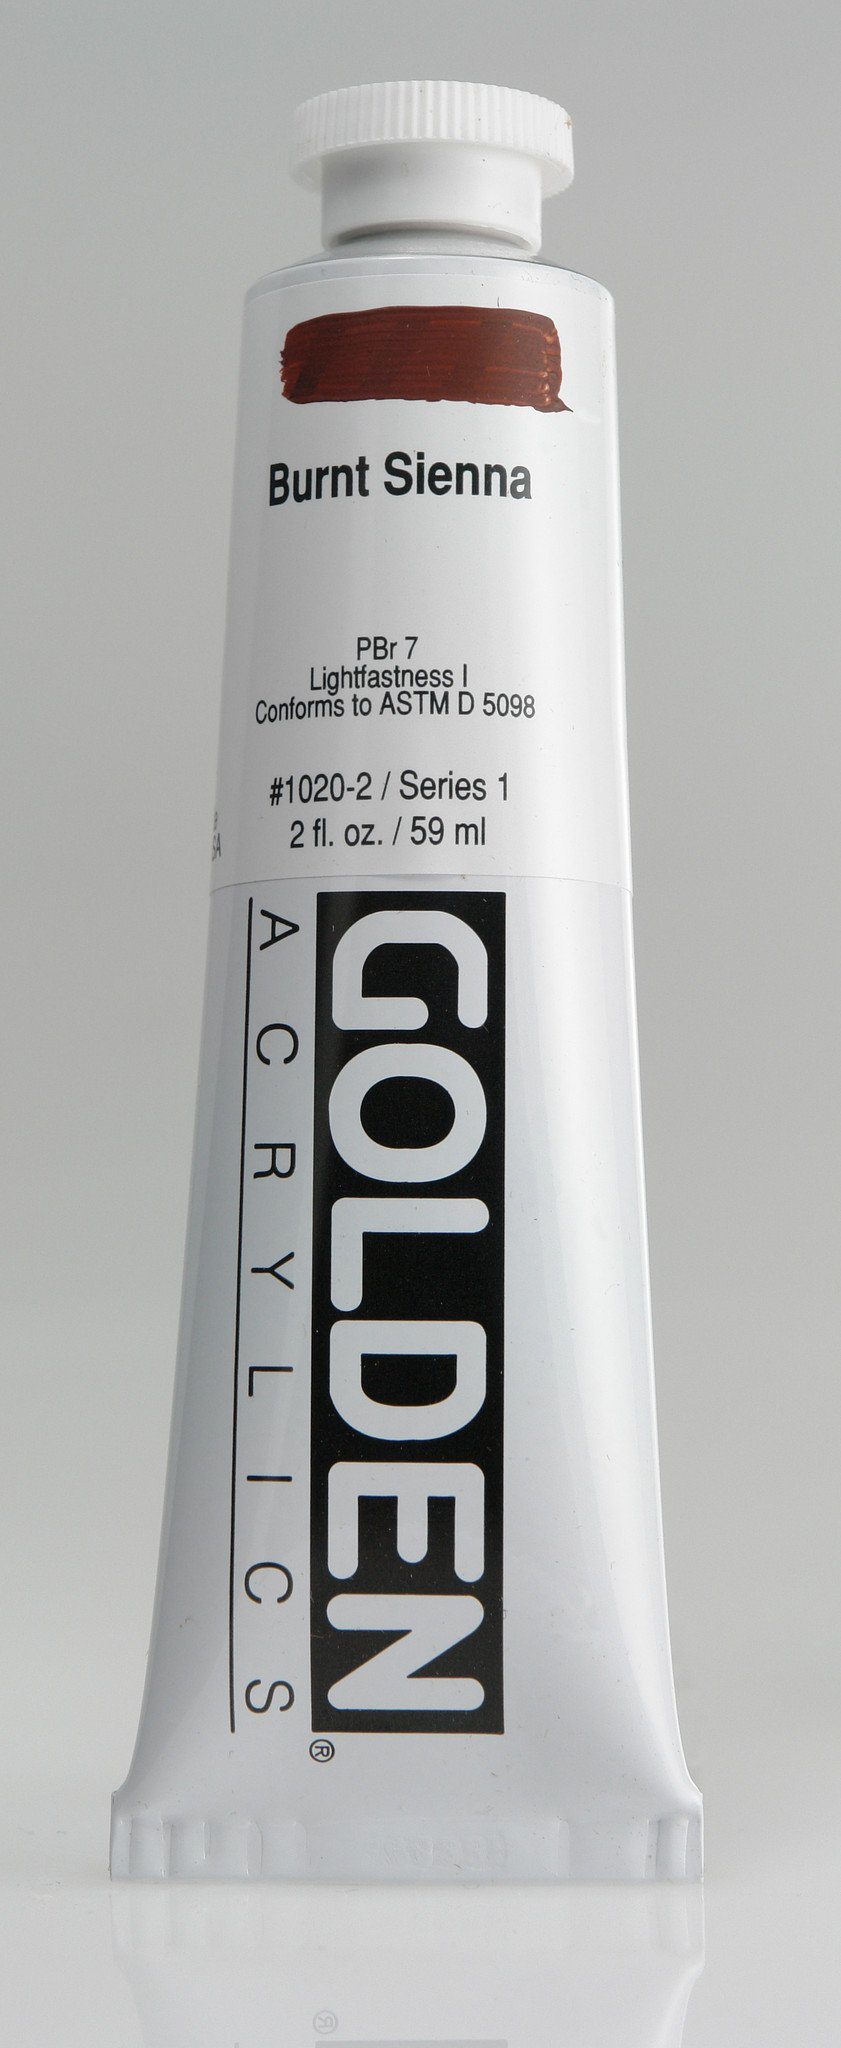 Burnt Sienna
PBr 7
Lightfastness I
Conforms to ASTM D 5098
#1020-2 / Series 1
2 fl. oz. / 59 ml
GOLDEN®
ACRYLICS